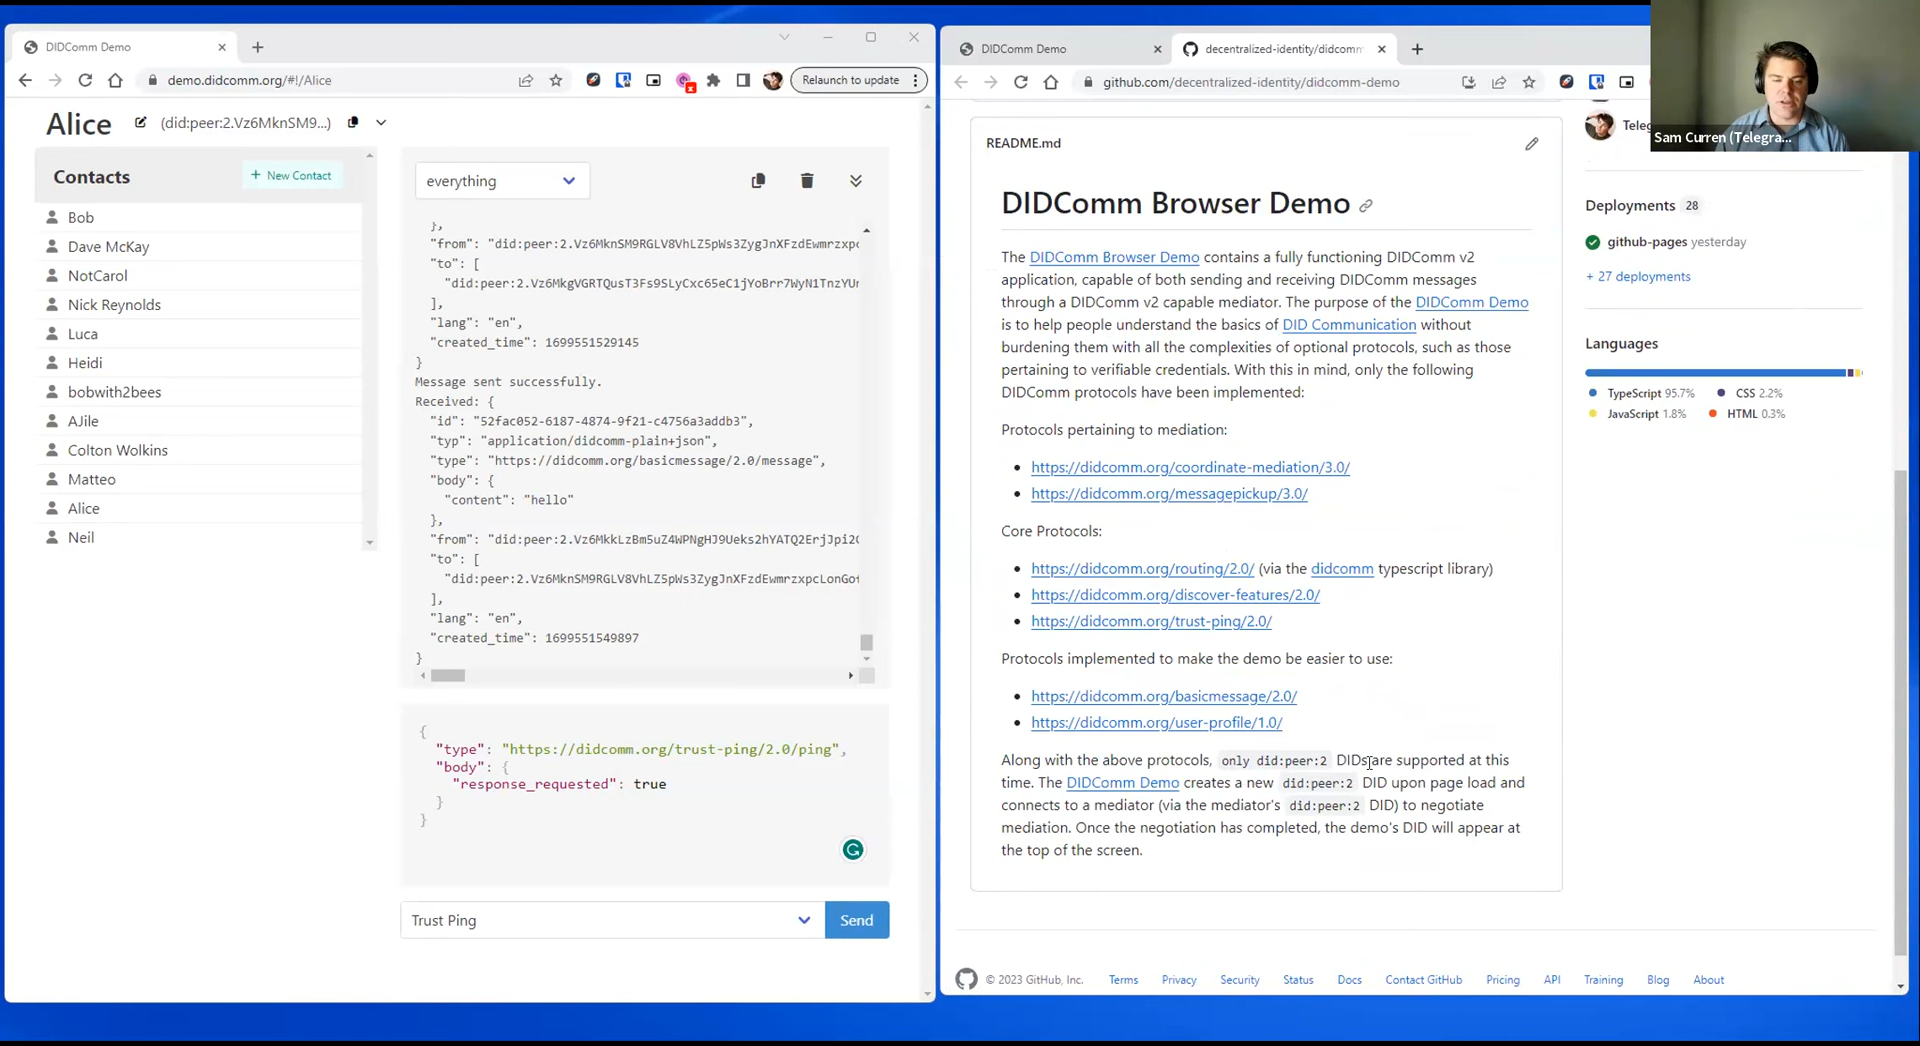 DIDComm Demo
demo.didcomm.org/#!/Alice
Relaunch to update
Alice
(did:peer:2.Vz6MknSM9...)
Contacts
+ New Contact
Bob
Dave McKay
NotCarol
Nick Reynolds
Luca
Heidi
bobwith2bees
AJile
Colton Wolkins
Matteo
Alice
Neil
everything
},
"from": "did:peer:2.Vz6MknSM9RGLV8VhLZ5pWs3ZygJnXFzdEwmrzxpc
"to": [
"did:peer:2.Vz6MkgVGRTQusT3Fs9SLyCxc65eC1jYoBrr7WyN1TnzYUr
],
"lang": "en",
"created_time": 1699551529145
}
Message sent successfully.
Received: {
"id": "52fac052-6187-4874-9f21-c4756a3addb3",
"typ": "application/didcomm-plain+json",
"type": "https://didcomm.org/basicmessage/2.0/message",
"body": {
"content": "hello"
},
"from": "did:peer:2.Vz6MkkLzBm5uZ4WPNgHJ9Ueks2hYATQ2ErjJpi2C
"to": [
"did:peer:2.Vz6MknSM9RGLV8VhLZ5pWs3ZygJnXFzdEwmrzxpcLonGof
],
"lang": "en",
"created_time": 1699551549897
}
{
"type": "https://didcomm.org/trust-ping/2.0/ping",
"body": {
"response_requested": true
}
}
Trust Ping
Send
DIDComm Demo
decentralized-identity/didcomm
github.com/decentralized-identity/didcomm-demo
README.md
DIDComm Browser Demo
The DIDComm Browser Demo contains a fully functioning DIDComm v2
application, capable of both sending and receiving DIDComm messages
through a DIDComm v2 capable mediator. The purpose of the DIDComm Demo
is to help people understand the basics of DID Communication without
burdening them with all the complexities of optional protocols, such as those
pertaining to verifiable credentials. With this in mind, only the following
DIDComm protocols have been implemented:
Protocols pertaining to mediation:
https://didcomm.org/coordinate-mediation/3.0/
https://didcomm.org/messagepickup/3.0/
Core Protocols:
https://didcomm.org/routing/2.0/ (via the didcomm typescript library)
https://didcomm.org/discover-features/2.0/
https://didcomm.org/trust-ping/2.0/
Protocols implemented to make the demo be easier to use:
https://didcomm.org/basicmessage/2.0/
https://didcomm.org/user-profile/1.0/
Along with the above protocols, only did:peer:2 DIDs are supported at this
time. The DIDComm Demo creates a new did:peer:2 DID upon page load and
connects to a mediator (via the mediator's did:peer:2 DID) to negotiate
mediation. Once the negotiation has completed, the demo's DID will appear at
the top of the screen.
Teleg
Sam Curren (Telegra...
Deployments 28
github-pages yesterday
+ 27 deployments
Languages
TypeScript 95.7%
CSS 2.2%
JavaScript 1.8%
HTML 0.3%
© 2023 GitHub, Inc.
Terms
Privacy
Security
Status
Docs
Contact GitHub
Pricing
API
Training
Blog
About